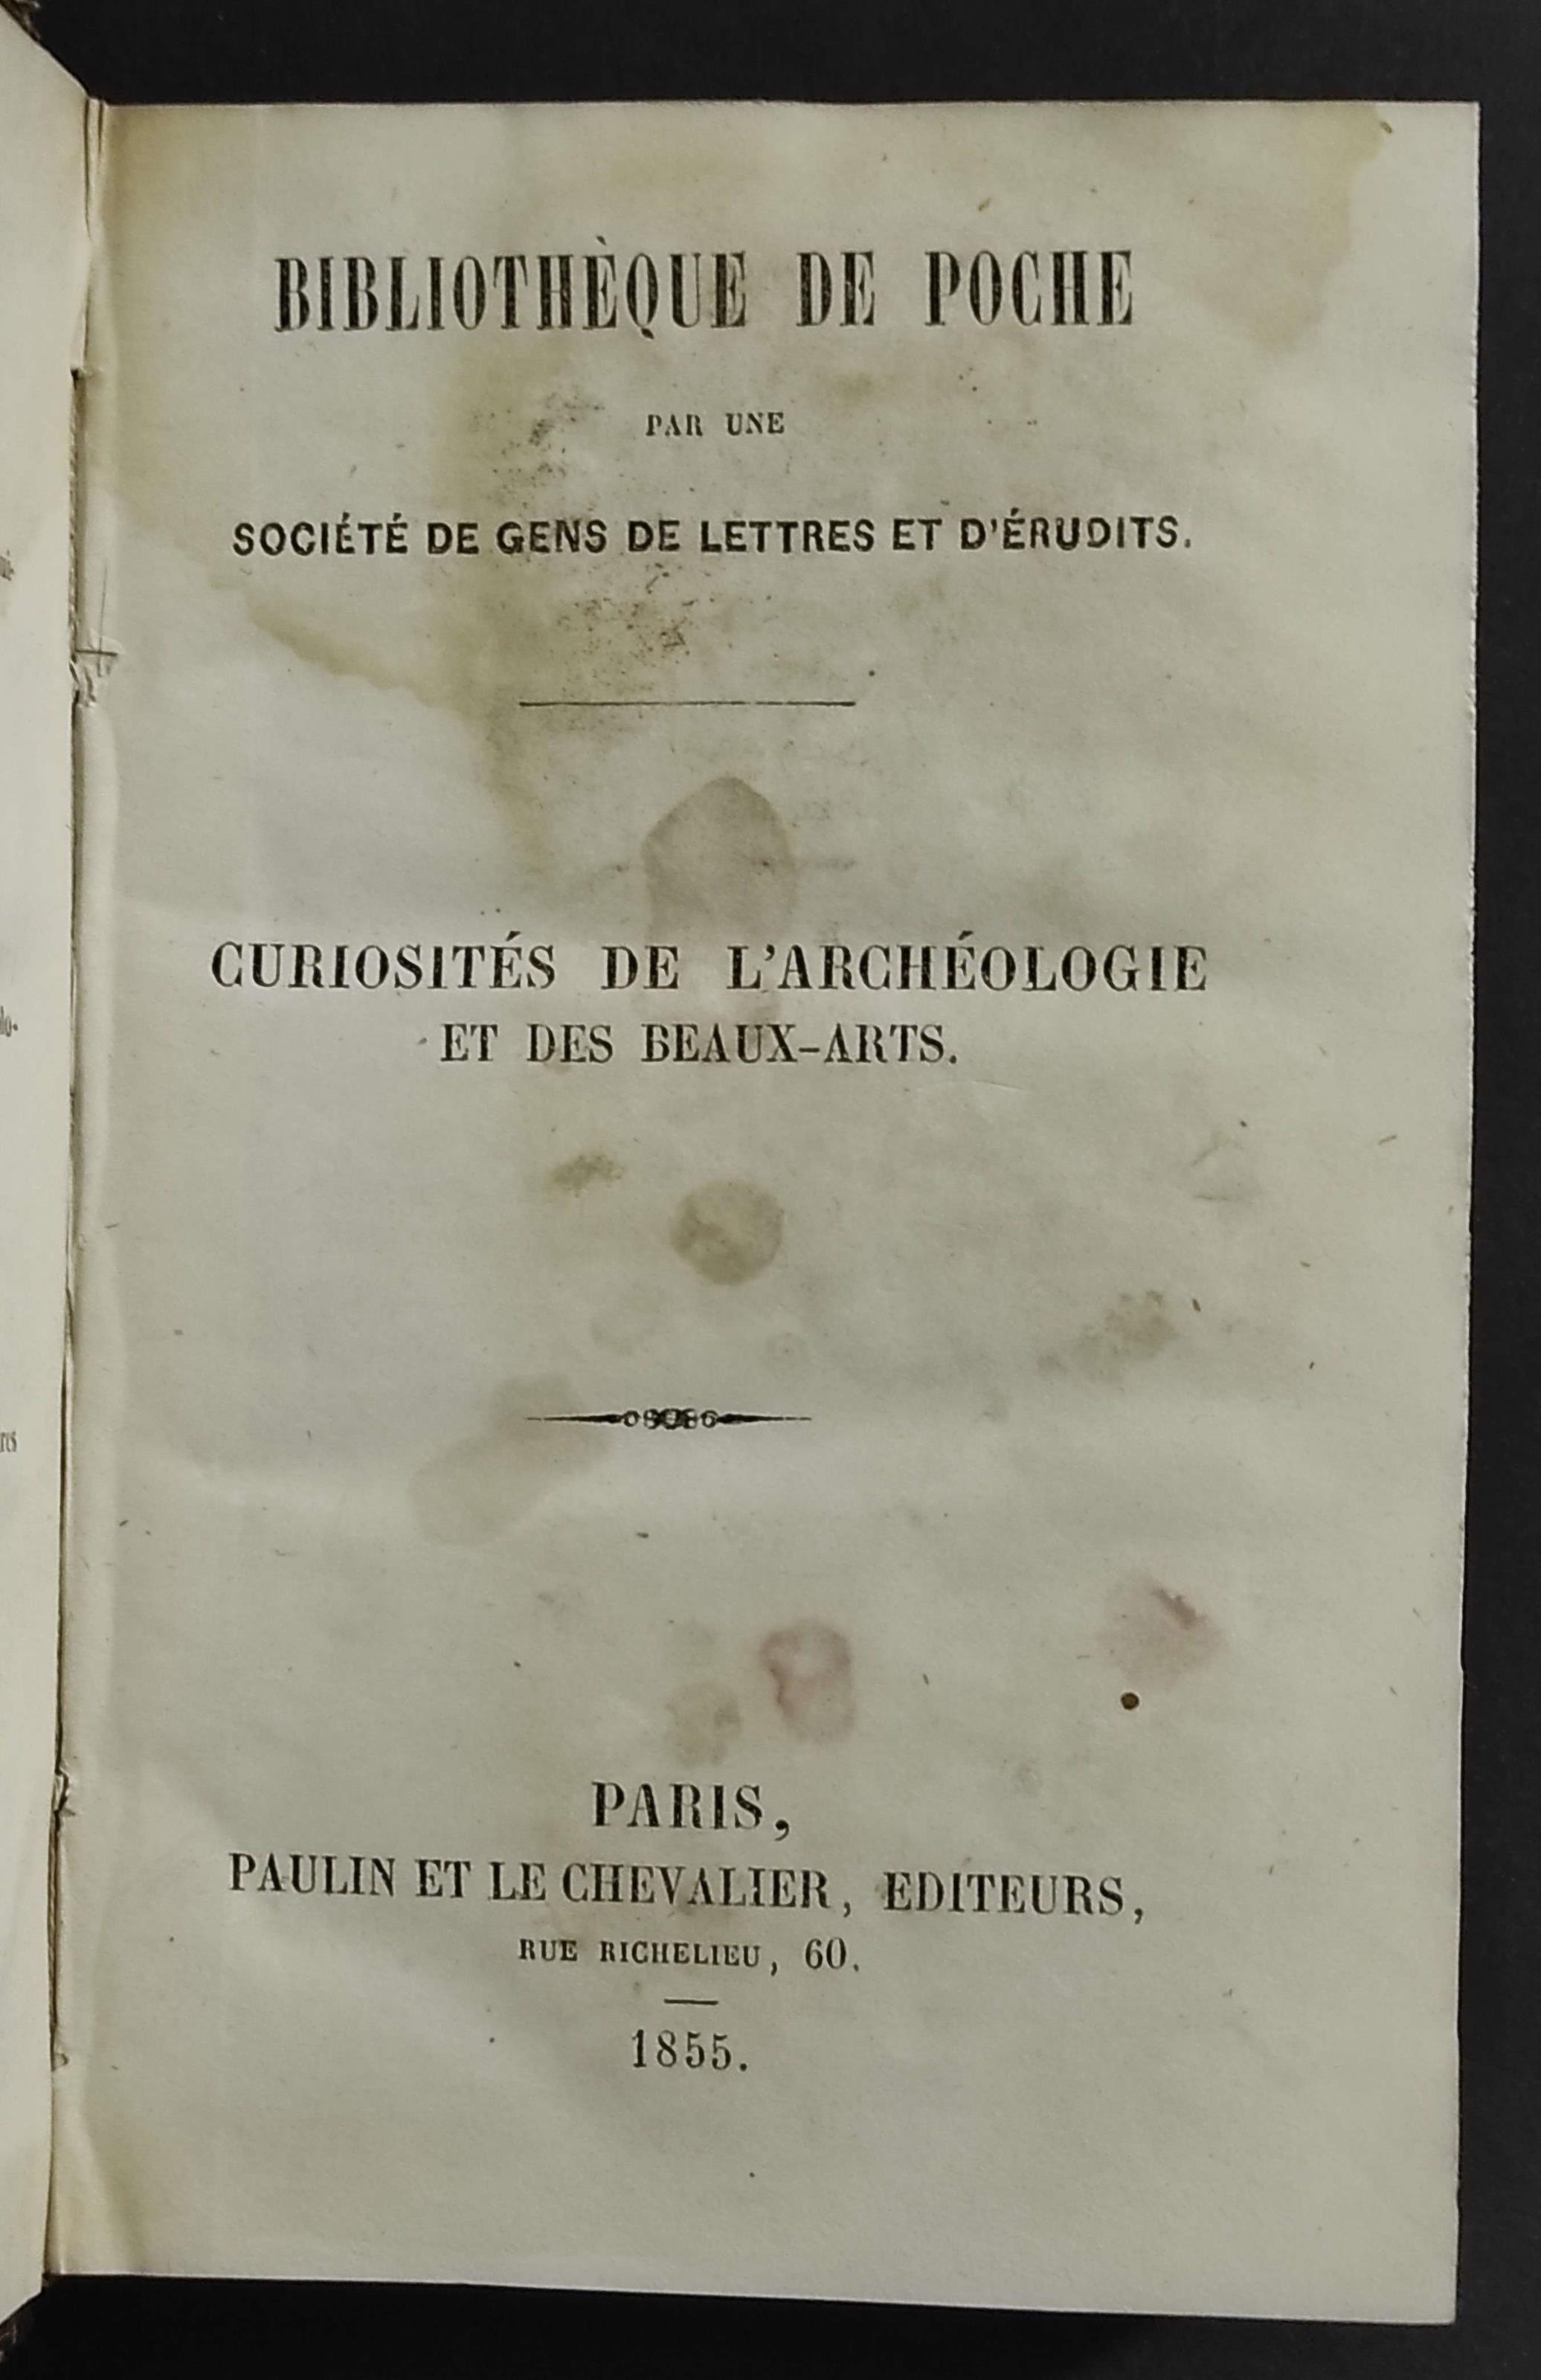 BIBLIOTHÈQUE DE POCHE
PAR UNE
SOCIÉTÉ DE GENS DE LETTRES ET D'ÉRUDITS.
CURIOSITÉS DE L'ARCHÉOLOGIE
ET DES BEAUX-ARTS.
PARIS,
PAULIN ET LE CHEVALIER, EDITEURS,
RUE RICHELIEU, 60.
1855.